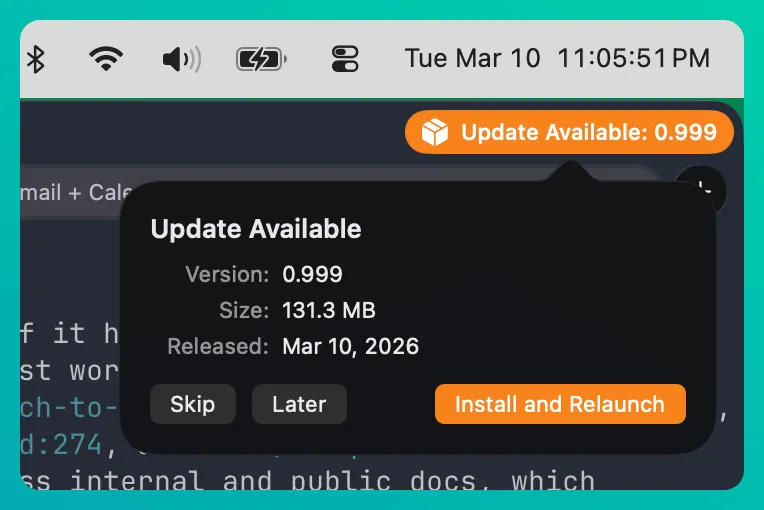 Tue Mar 10 11:05:51 PM
Update Available: 0.999
mail + Cale
Update Available
Version: 0.999
Size: 131.3 MB
Released: Mar 10, 2026
f it h
st wor
Skip Later Install and Relaunch
ch-to-
d:274,
ss internal and public docs, which